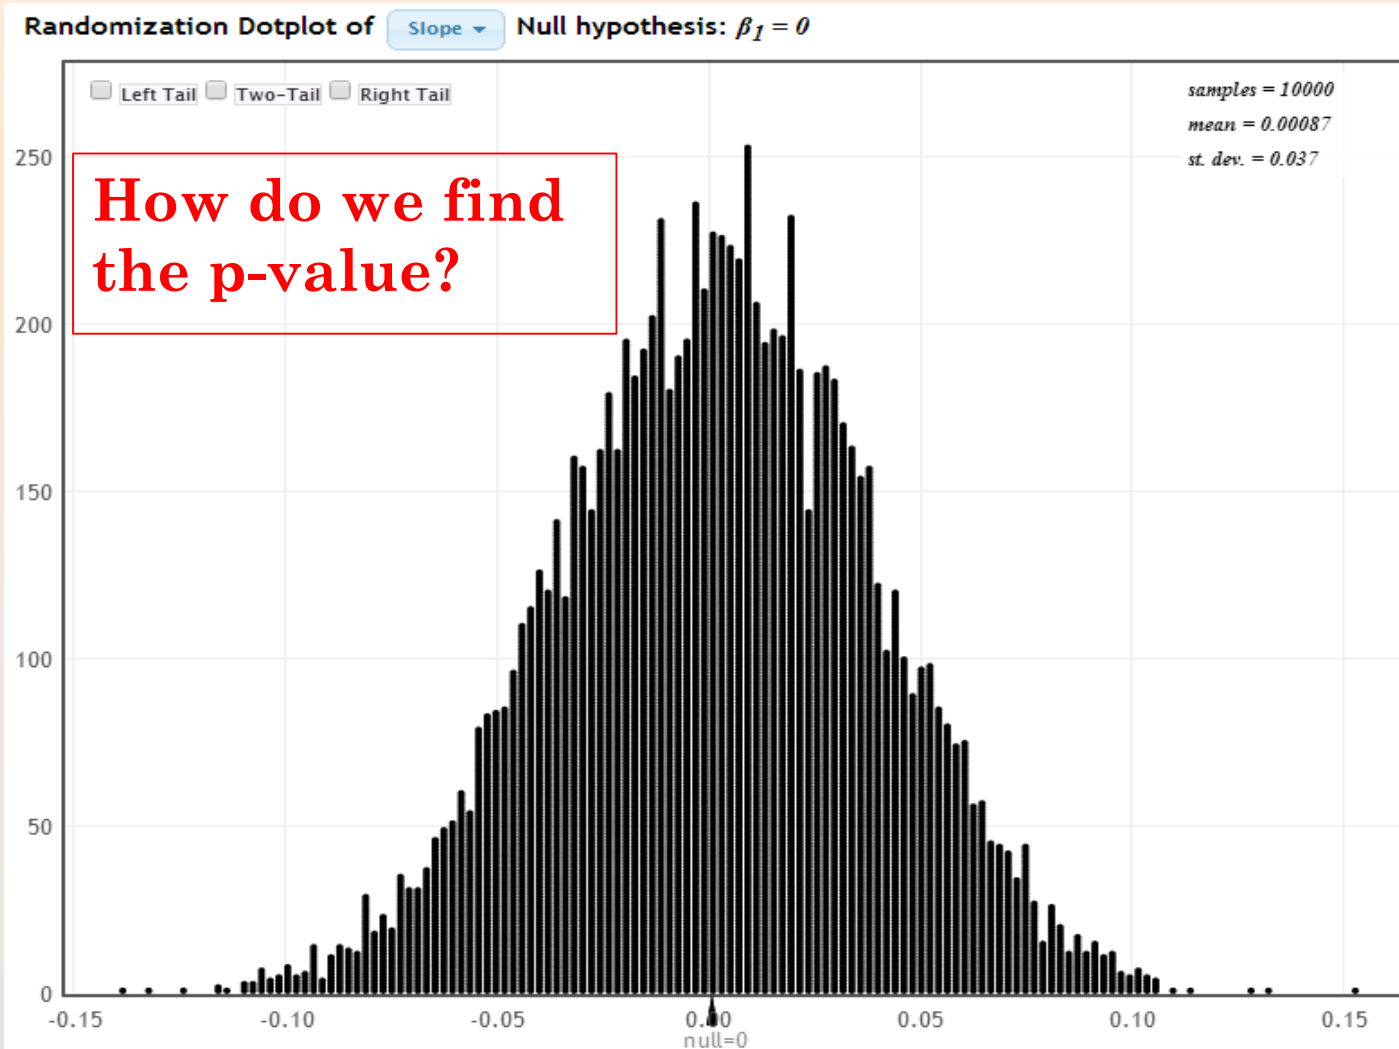 Randomization Dotplot of Slope Null hypothesis: β1 = 0
Left Tail Two-Tail Right Tail
samples = 10000
mean = 0.00087
st. dev. = 0.037
How do we find
the p-value?
250
200
150
100
50
0
-0.15 -0.10 -0.05 0.00 0.05 0.10 0.15
null=0